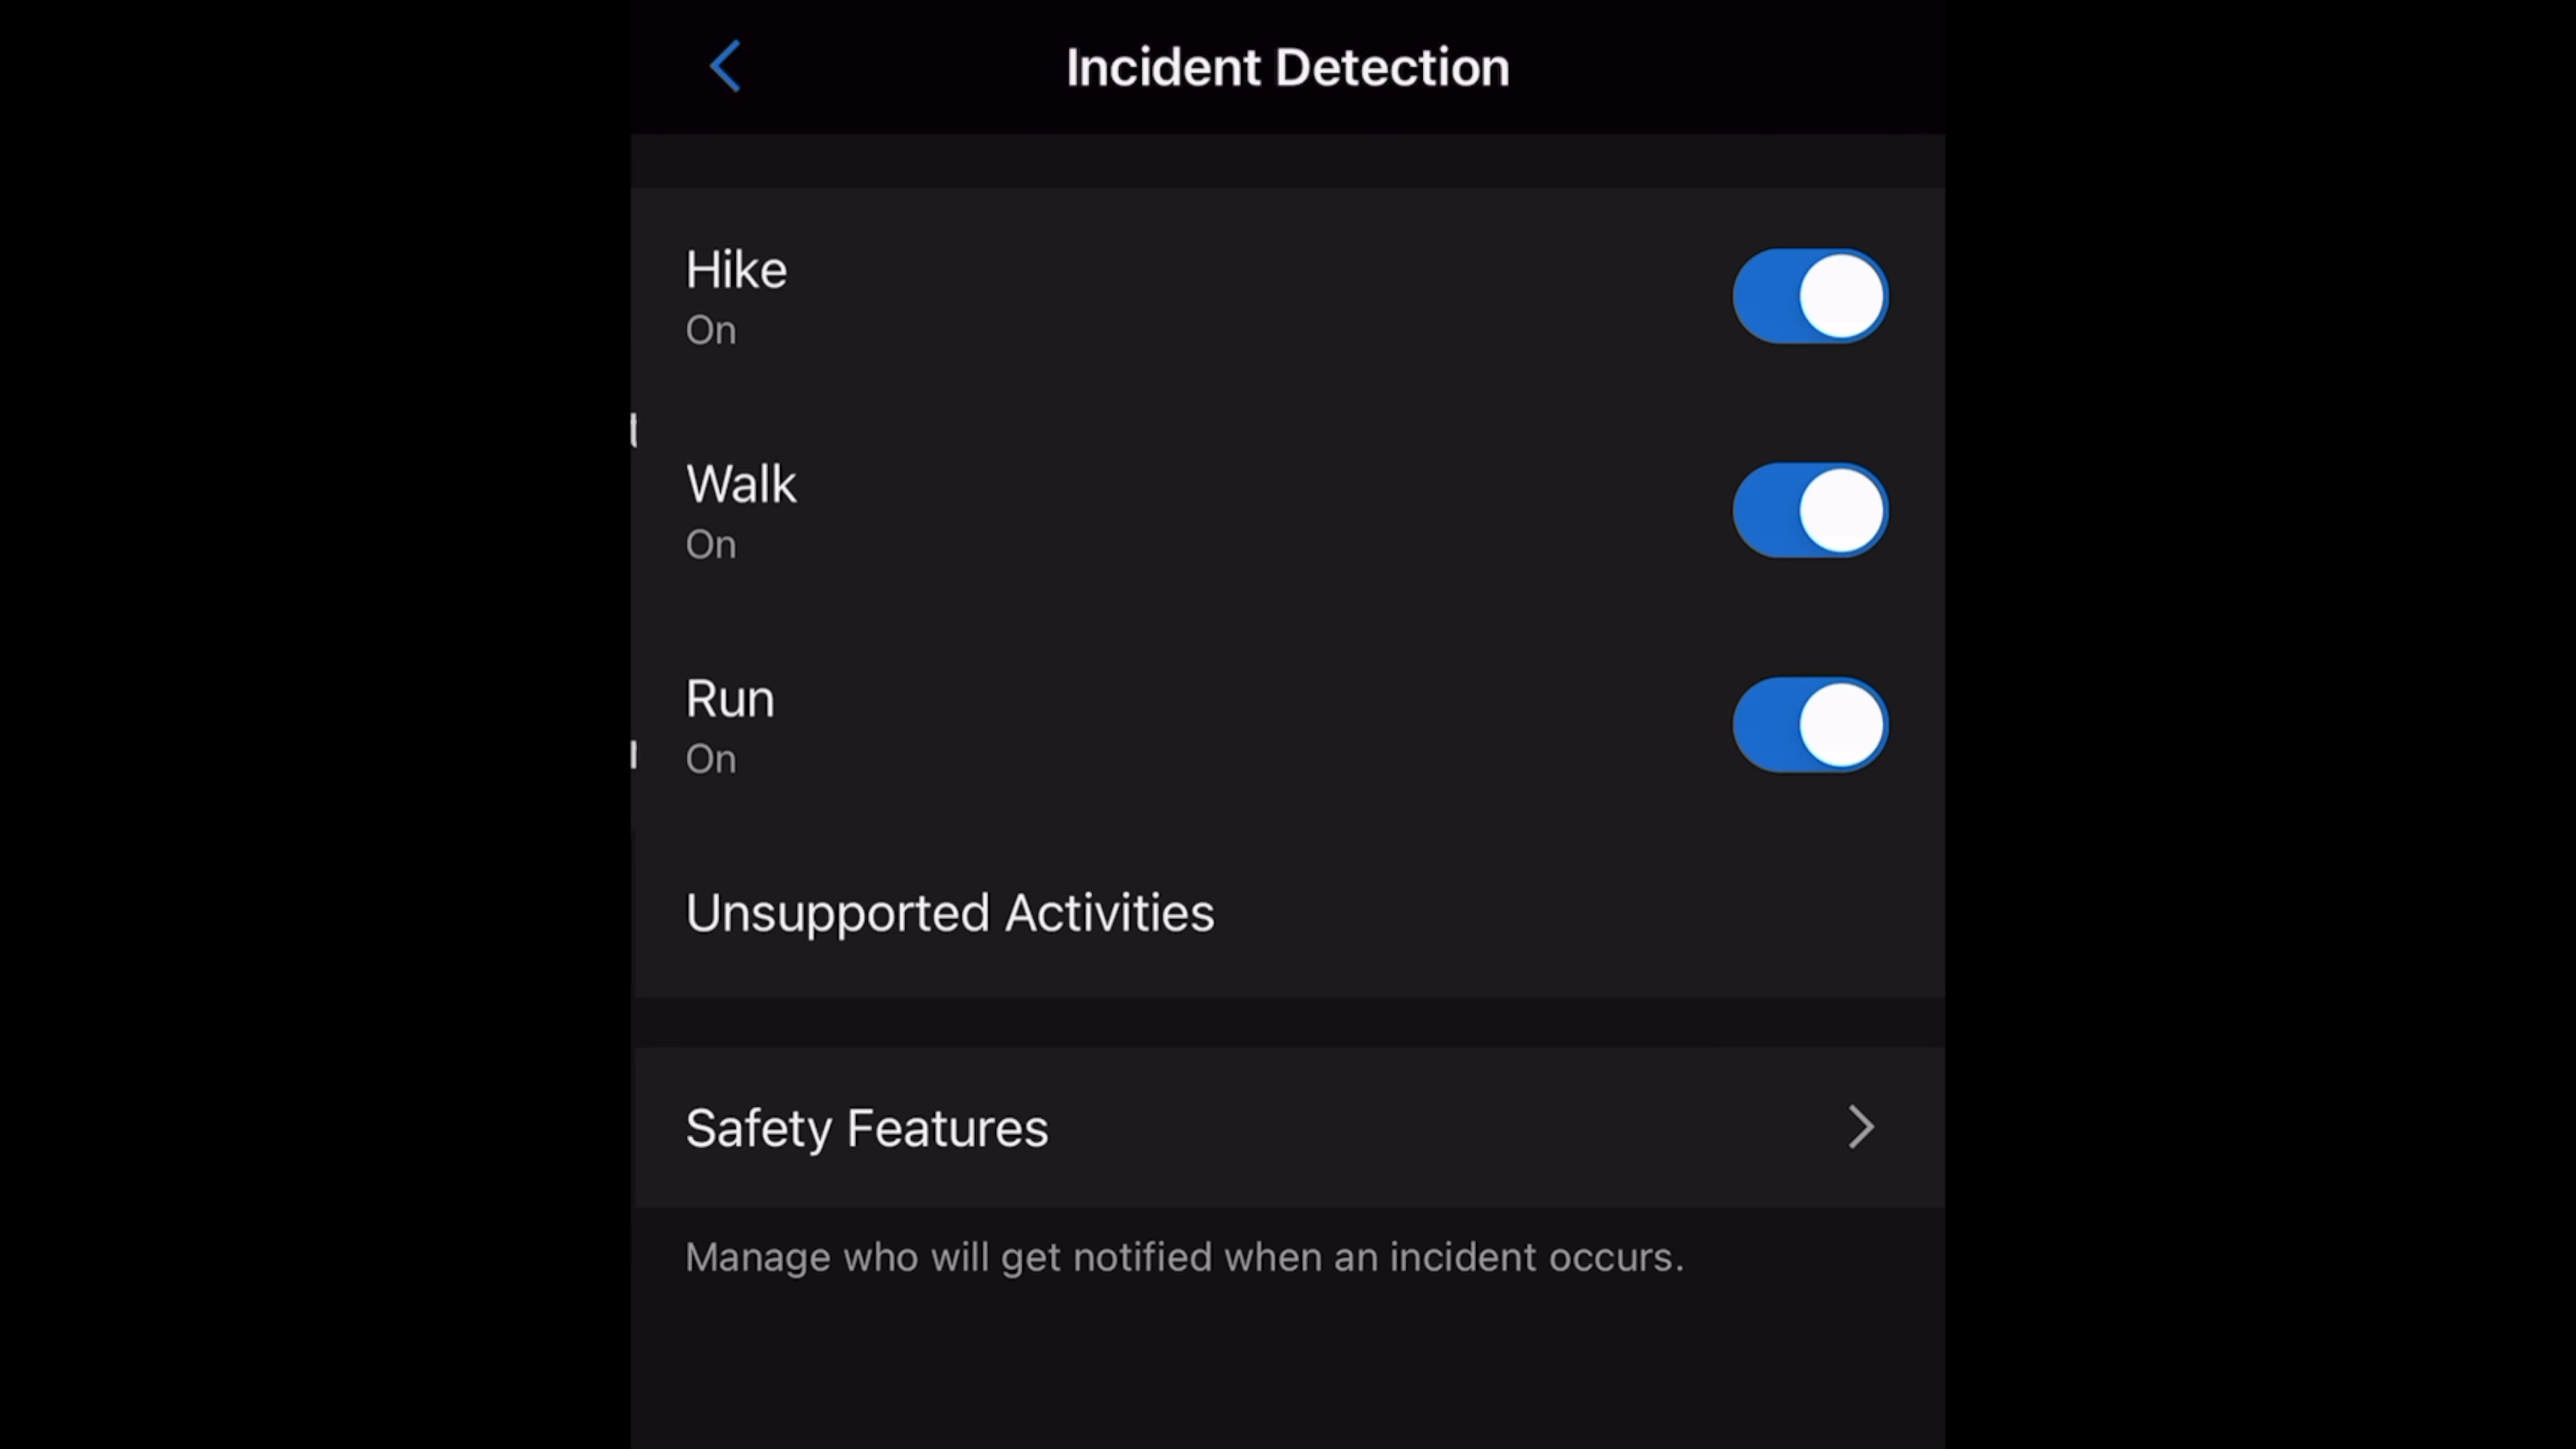 Incident Detection
Hike
On
Walk
On
Run
On
Unsupported Activities
Safety Features
Manage who will get notified when an incident occurs.